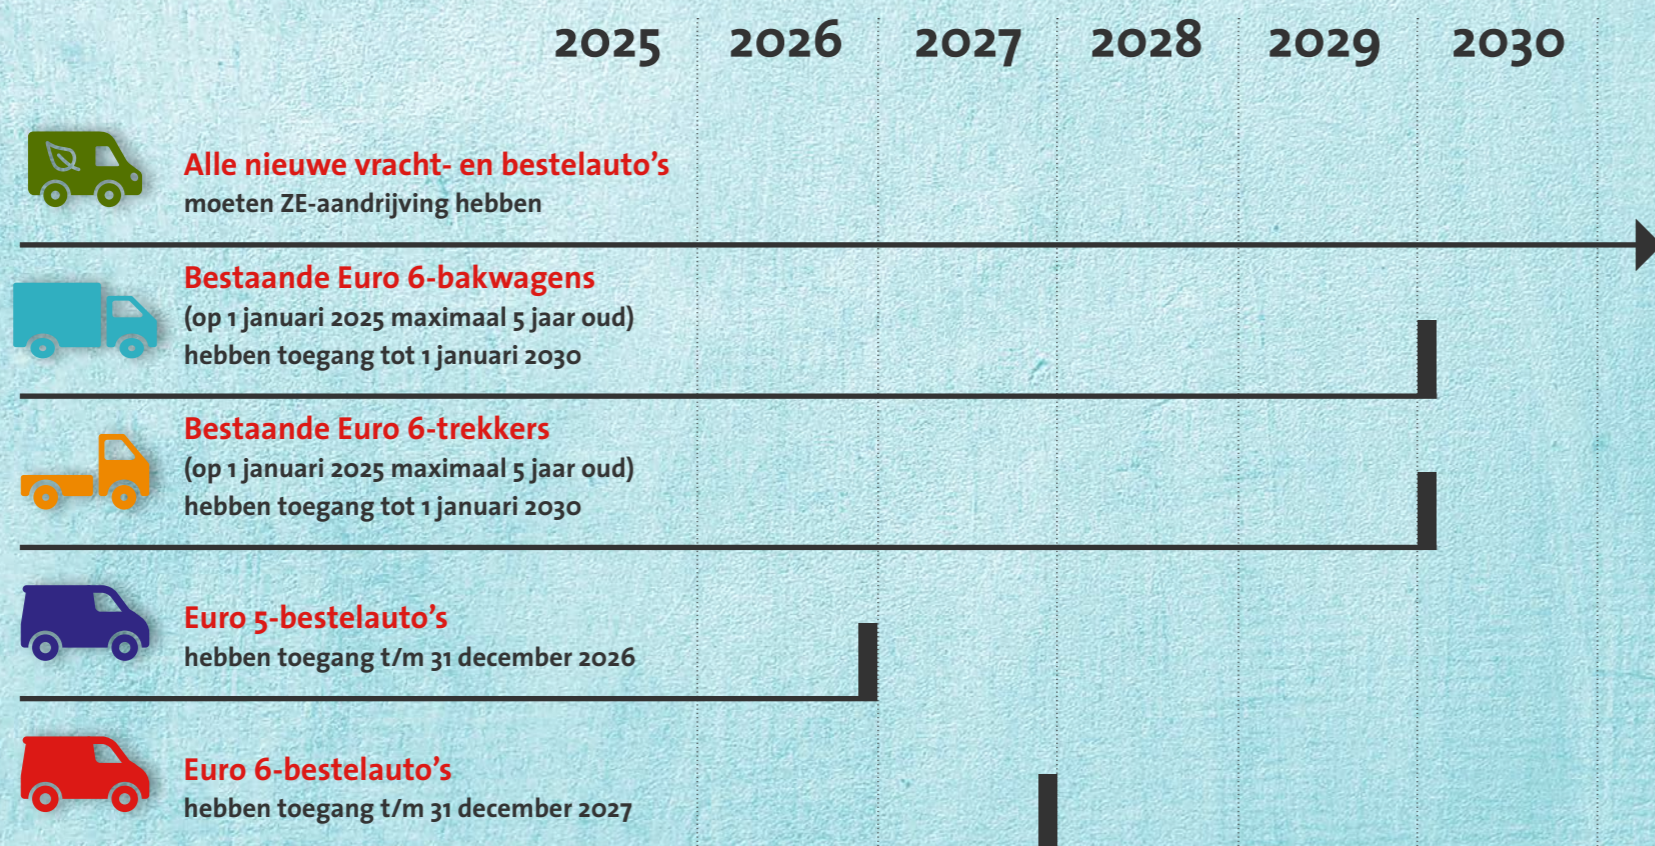 2025 2026 2027 2028 2029 2030
Alle nieuwe vracht- en bestelauto’s
moeten ZE-aandrijving hebben
Bestaande Euro 6-bakwagens
(op 1 januari 2025 maximaal 5 jaar oud)
hebben toegang tot 1 januari 2030
Bestaande Euro 6-trekkers
(op 1 januari 2025 maximaal 5 jaar oud)
hebben toegang tot 1 januari 2030
Euro 5-bestelauto’s
hebben toegang t/m 31 december 2026
Euro 6-bestelauto’s
hebben toegang t/m 31 december 2027